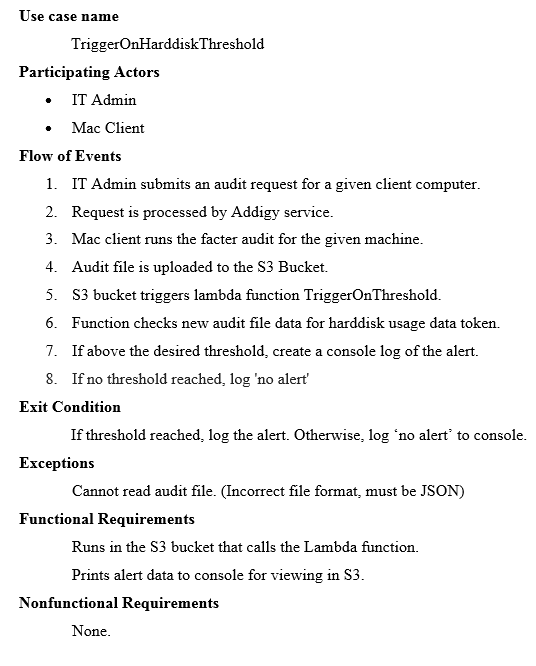 Use case name
TriggerOnHarddiskThreshold
Participating Actors
• IT Admin
• Mac Client
Flow of Events
1. IT Admin submits an audit request for a given client computer.
2. Request is processed by Addigy service.
3. Mac client runs the facter audit for the given machine.
4. Audit file is uploaded to the S3 Bucket.
5. S3 bucket triggers lambda function TriggerOnThreshold.
6. Function checks new audit file data for harddisk usage data token.
7. If above the desired threshold, create a console log of the alert.
8. If no threshold reached, log 'no alert'
Exit Condition
If threshold reached, log the alert. Otherwise, log ‘no alert’ to console.
Exceptions
Cannot read audit file. (Incorrect file format, must be JSON)
Functional Requirements
Runs in the S3 bucket that calls the Lambda function.
Prints alert data to console for viewing in S3.
Nonfunctional Requirements
None.